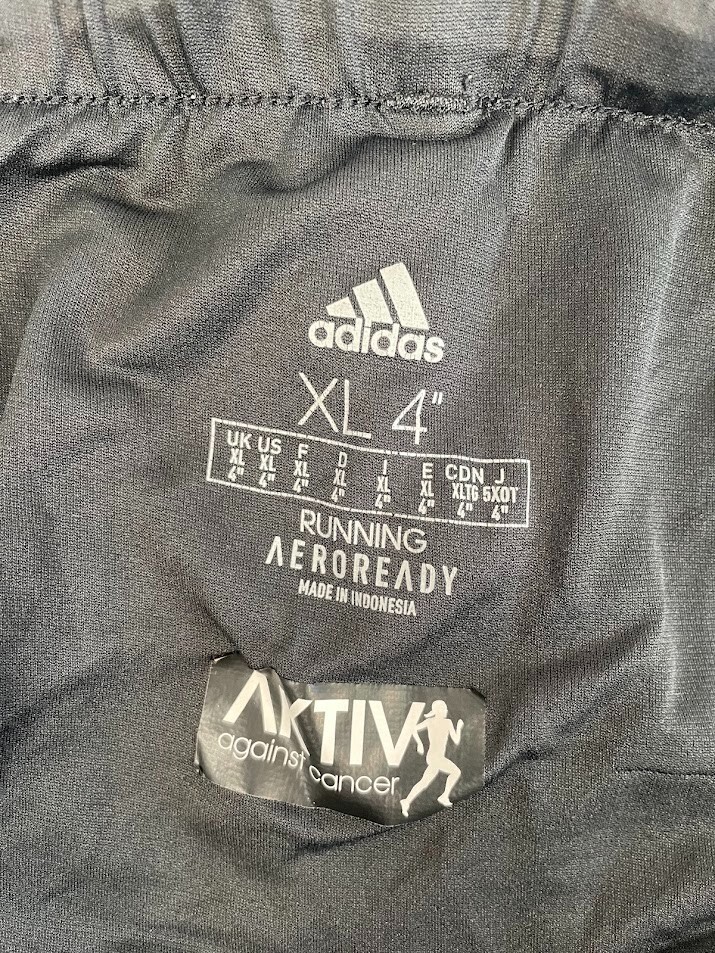 adidas
XL 4"
UK US F D I E CDN J
XL XL XL XL XL XL XLTG 5XOT
4" 4" 4" 4" 4" 4" 4" 4"
RUNNING
AEROREADY
MADE IN INDONESIA
AKTIV
against cancer